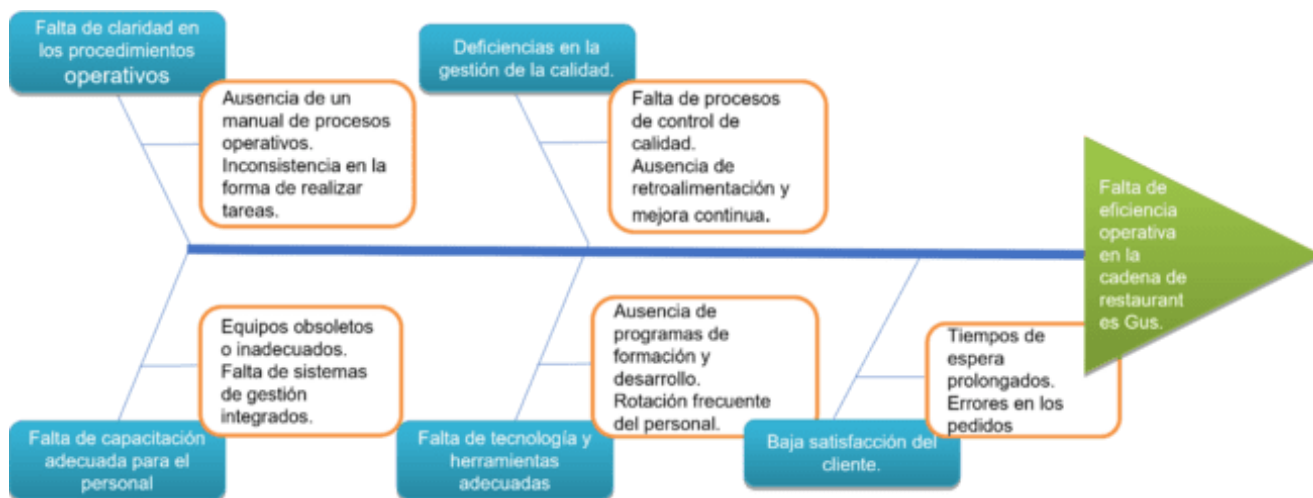 Falta de claridad en
los procedimientos
operativos
Ausencia de un
manual de procesos
operativos.
Inconsistencia en la
forma de realizar
tareas.
Deficiencias en la
gestión de la calidad.
Falta de procesos
de control de
calidad.
Ausencia de
retroalimentación y
mejora continua.
Falta de
eficiencia
operativa
en la
cadena de
restaurant
es Gus.
Equipos obsoletos
o inadecuados.
Falta de sistemas
de gestión
integrados.
Falta de capacitación
adecuada para el
personal
Ausencia de
programas de
formación y
desarrollo.
Rotación frecuente
del personal.
Falta de tecnología y
herramientas
adecuadas
Tiempos de
espera
prolongados.
Errores en los
pedidos
Baja satisfacción del
cliente.